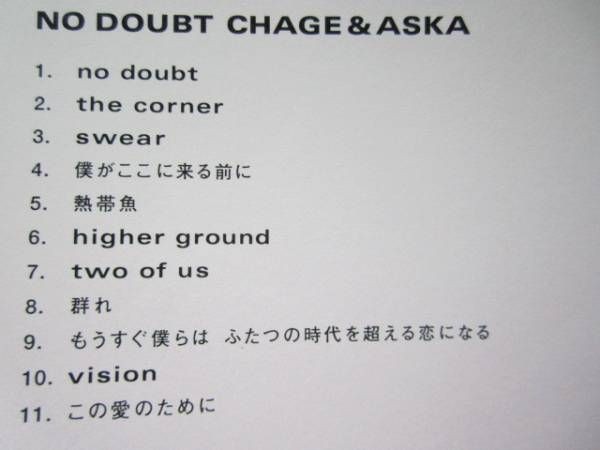 NO DOUBT CHAGE & ASKA
1. no doubt
2. the corner
3. swear
4. 僕がここに来る前に
5. 熱帯魚
6. higher ground
7. two of us
8. 群れ
9. もうすぐ僕らは ふたつの時代を超える恋になる
10. vision
11. この愛のために